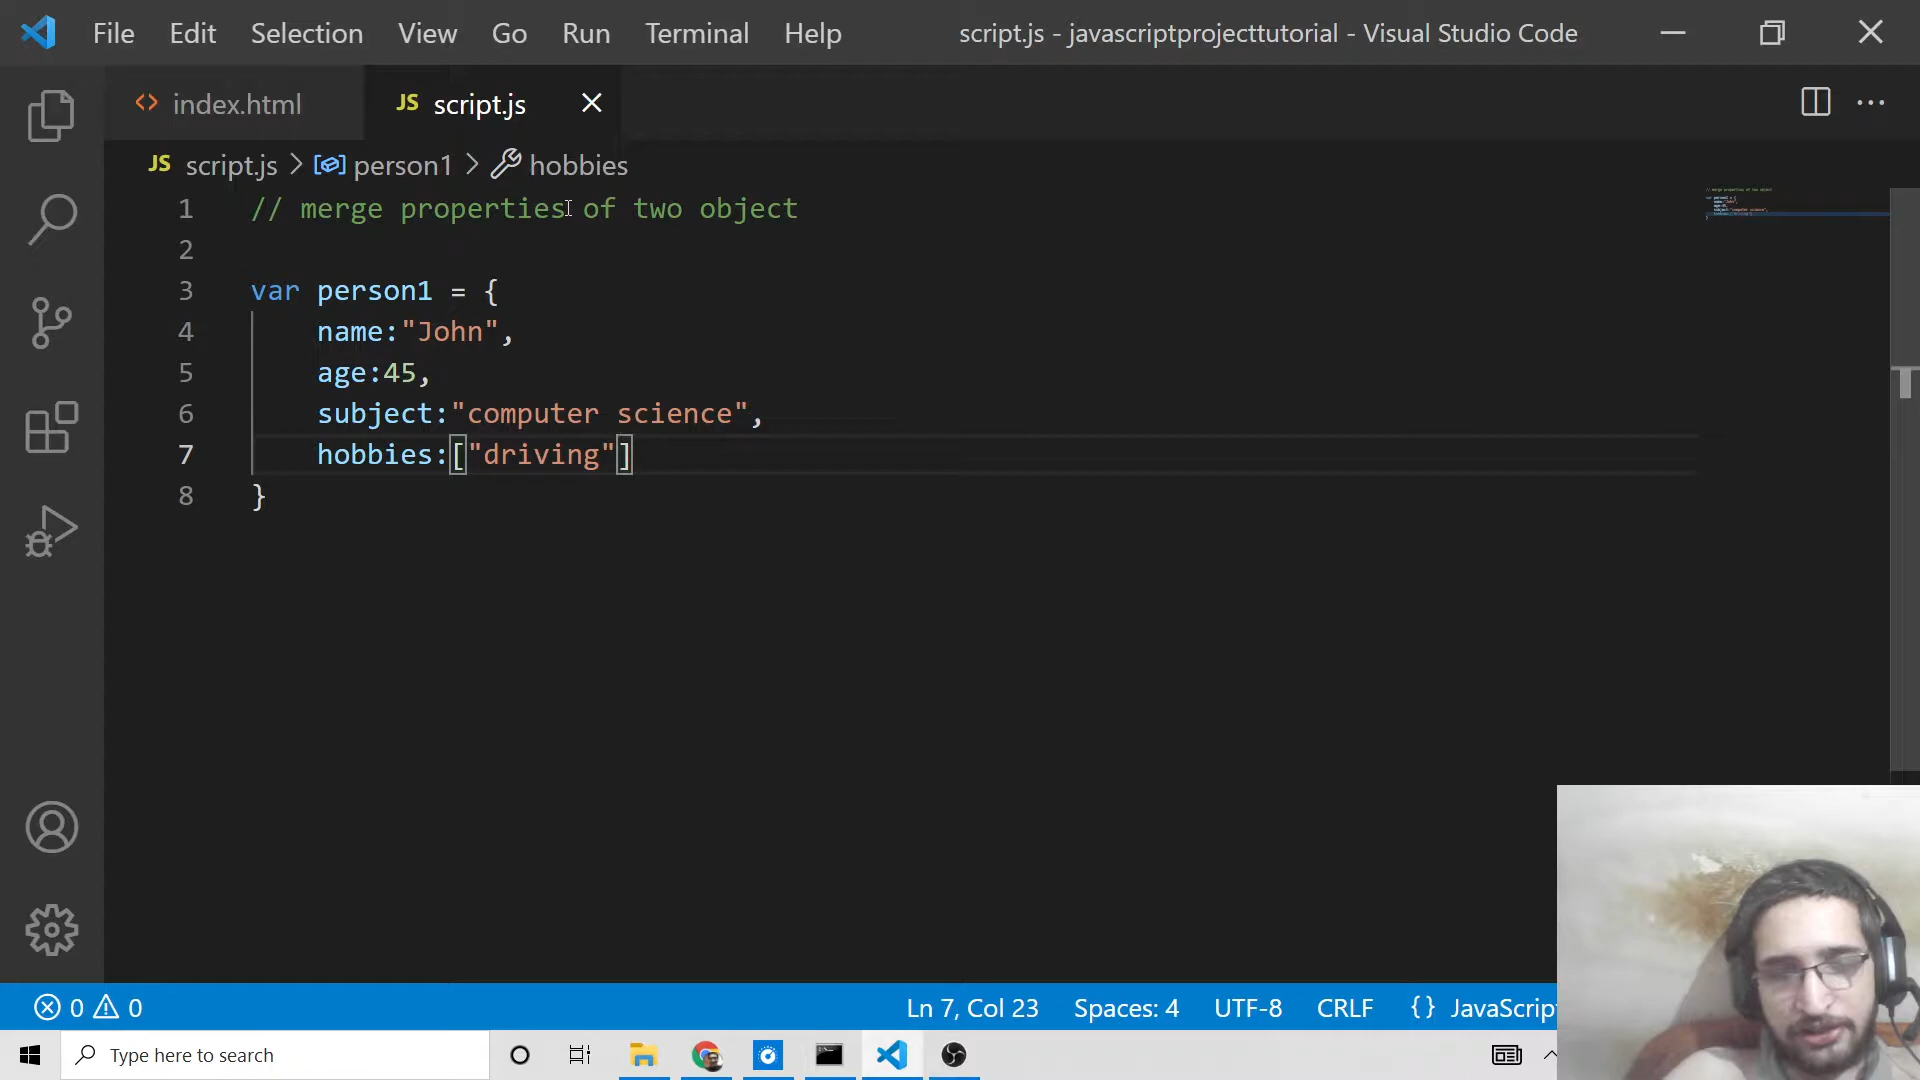 File Edit Selection View Go Run Terminal Help script.js - javascriptprojecttutorial - Visual Studio Code
index.html JS script.js
JS script.js > person1 > hobbies
1 // merge properties of two object
2
3 var person1 = {
4 name:"John",
5 age:45,
6 subject:"computer science",
7 hobbies:["driving"]
8 }
0 0 Ln 7, Col 23 Spaces: 4 UTF-8 CRLF {} JavaScrip
Type here to search